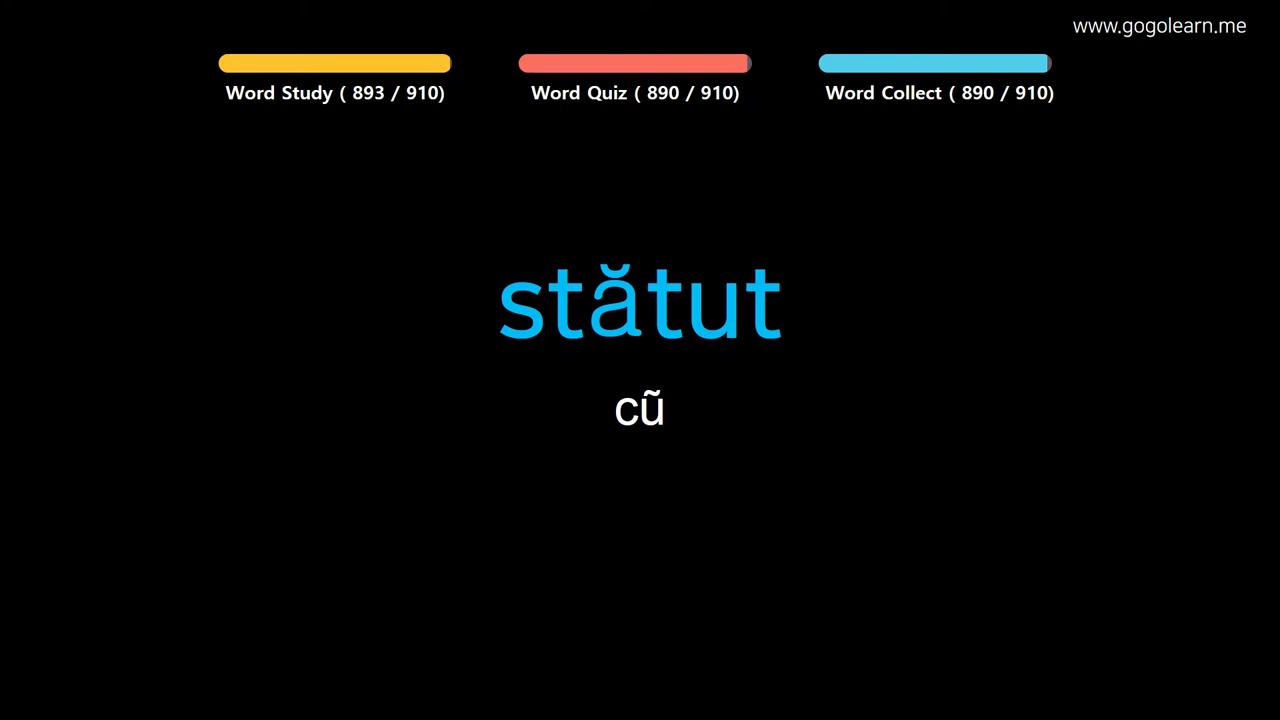 www.gogolearn.me
Word Study ( 893 / 910)
Word Quiz ( 890 / 910)
Word Collect ( 890 / 910)
stătut
cũ